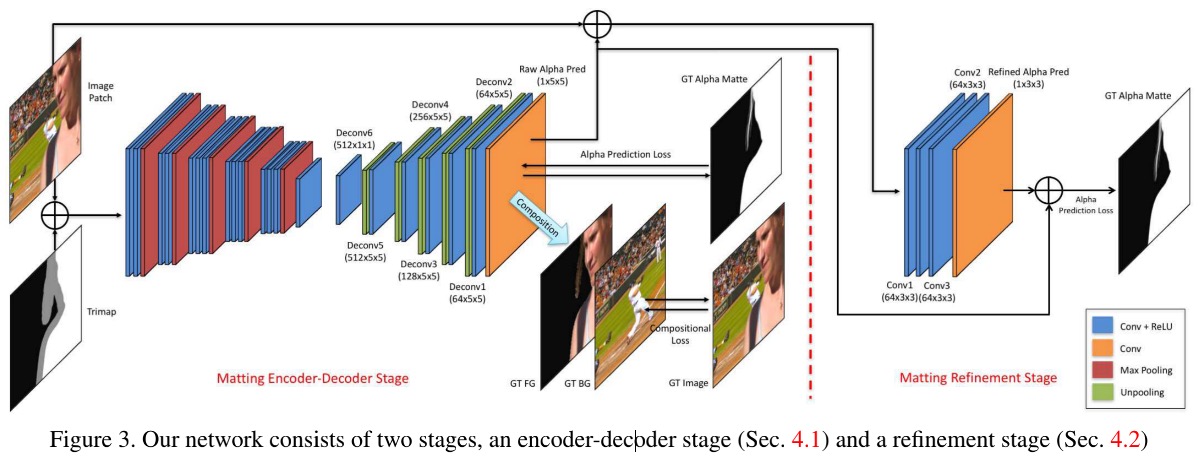 Image
Patch
Trimap
Deconv6
(512x1x1)
Deconv5
(512x5x5)
Deconv4
(256x5x5)
Deconv3
(128x5x5)
Deconv2
(64x5x5)
Deconv1
(64x5x5)
Raw Alpha Pred
(1x5x5)
GT Alpha Matte
Alpha Prediction Loss
Composition
Compositional
Loss
GT FG
GT BG
GT Image
Matting Encoder-Decoder Stage
Conv2
(64x3x3)
Refined Alpha Pred
(1x3x3)
Conv1
(64x3x3)
Conv3
(64x3x3)
GT Alpha Matte
Alpha
Prediction Loss
Matting Refinement Stage
Conv + ReLU
Conv
Max Pooling
Unpooling
Figure 3. Our network consists of two stages, an encoder-decoder stage (Sec. 4.1) and a refinement stage (Sec. 4.2)